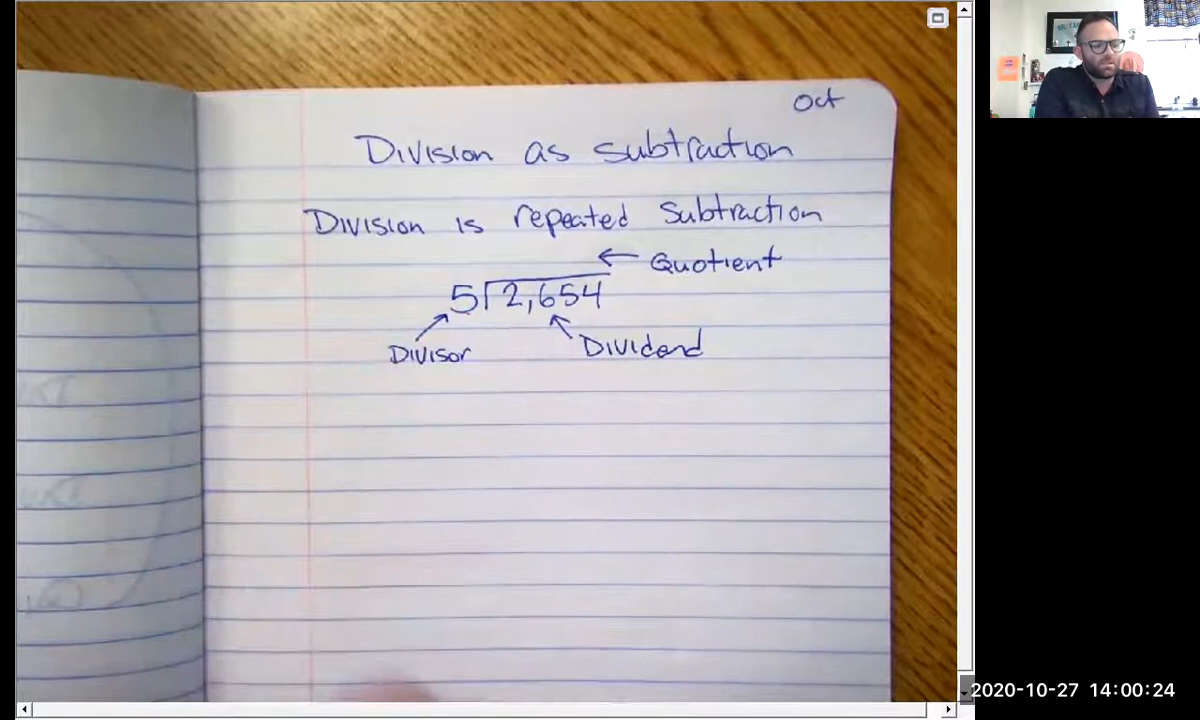 Oct
Division as subtraction
Division is repeated subtraction
← Quotient
5 2,654
Divisor Dividend
2020-10-27 14:00:24